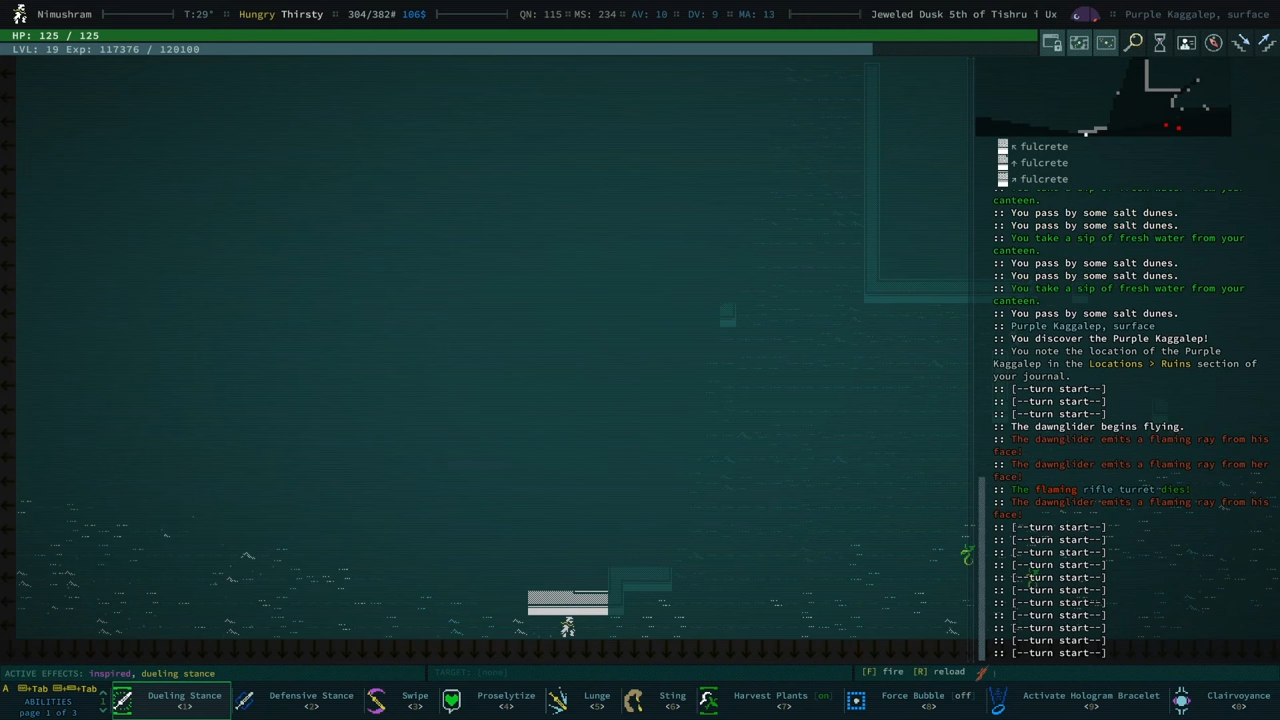 Nimushram T:29° :: Hungry Thirsty :: 304/382# 106$ QN: 115 :: MS: 234 :: AV: 10 :: DV: 9 :: MA: 13 Jeweled Dusk 5th of Tishru i Ux Purple Kaggalep, surface
HP: 125 / 125
LVL: 19 Exp: 117376 / 120100
↖ fulcrete
↑ fulcrete
↗ fulcrete
canteen.
:: You pass by some salt dunes.
:: You pass by some salt dunes.
:: You take a sip of fresh water from your
canteen.
:: You pass by some salt dunes.
:: You pass by some salt dunes.
:: You take a sip of fresh water from your
canteen.
:: You pass by some salt dunes.
:: Purple Kaggalep, surface
:: You discover the Purple Kaggalep!
:: You note the location of the Purple
Kaggalep in the Locations > Ruins section of
your journal.
:: [--turn start--]
:: [--turn start--]
:: [--turn start--]
:: The dawnglider begins flying.
:: The dawnglider emits a flaming ray from his
face!
:: The dawnglider emits a flaming ray from her
face!
:: The flaming rifle turret dies!
:: The dawnglider emits a flaming ray from his
face!
:: [--turn start--]
:: [--turn start--]
:: [--turn start--]
:: [--turn start--]
:: [--turn start--]
:: [--turn start--]
:: [--turn start--]
:: [--turn start--]
:: [--turn start--]
:: [--turn start--]
:: [--turn start--]
ACTIVE EFFECTS: inspired, dueling stance TARGET: [none] [F] fire [R] reload
A Tab Tab
ABILITIES
page 1 of 3
1
Dueling Stance
<1>
Defensive Stance
<2>
Swipe
<3>
Proselytize
<4>
Lunge
<5>
Sting
<6>
Harvest Plants [on]
<7>
Force Bubble [off]
<8>
Activate Hologram Bracelet
<9>
Clairvoyance
<0>